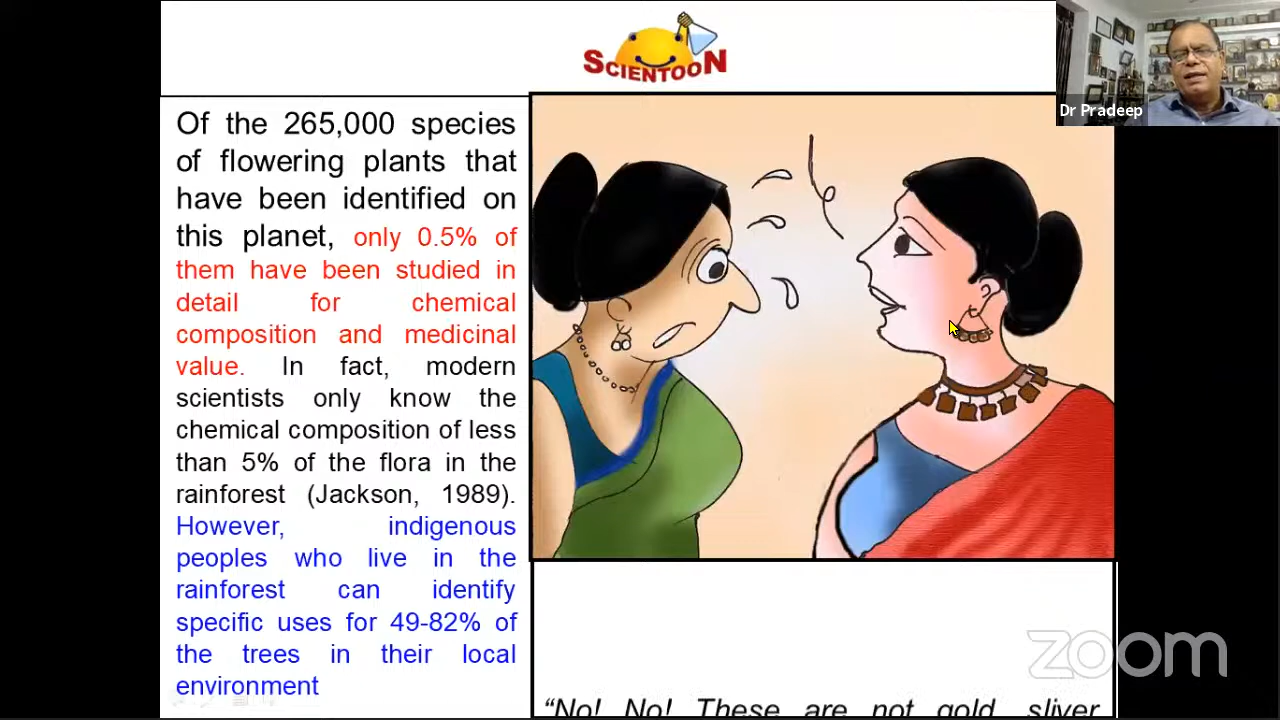 SCIENTOON
Dr Pradeep
Of the 265,000 species
of flowering plants that
have been identified on
this planet, only 0.5% of
them have been studied in
detail for chemical
composition and medicinal
value. In fact, modern
scientists only know the
chemical composition of less
than 5% of the flora in the
rainforest (Jackson, 1989).
However, indigenous
peoples who live in the
rainforest can identify
specific uses for 49-82% of
the trees in their local
environment
zoom
“No! No! These are not gold, sliver